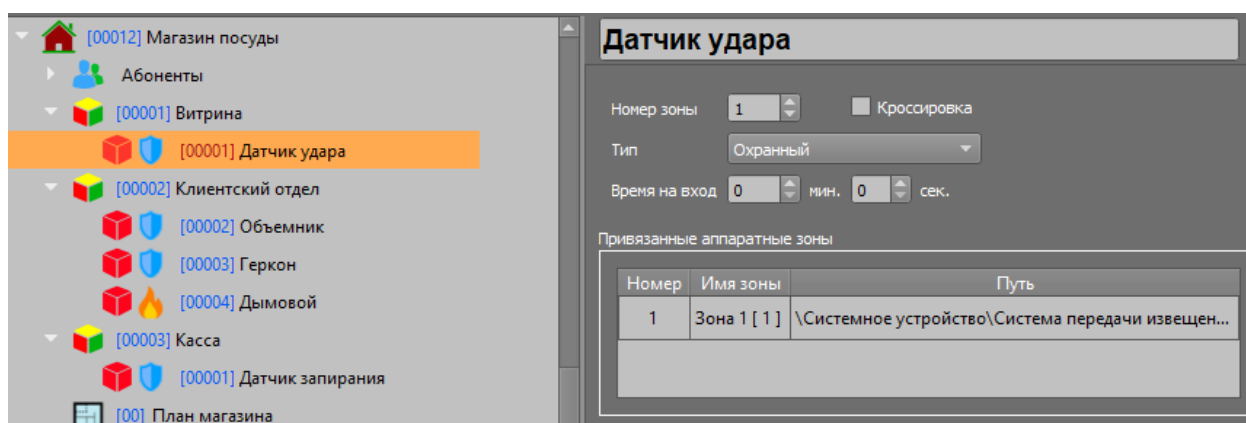 [00012] Магазин посуды
Абоненты
[00001] Витрина
[00001] Датчик удара
[00002] Клиентский отдел
[00002] Объемник
[00003] Геркон
[00004] Дымовой
[00003] Касса
[00001] Датчик запирания
[00] План магазина
Датчик удара
Номер зоны 1 Кроссировка
Тип Охранный
Время на вход 0 мин. 0 сек.
Привязанные аппаратные зоны
Номер Имя зоны Путь
1 Зона 1 [ 1 ] \Системное устройство\Система передачи извещен...